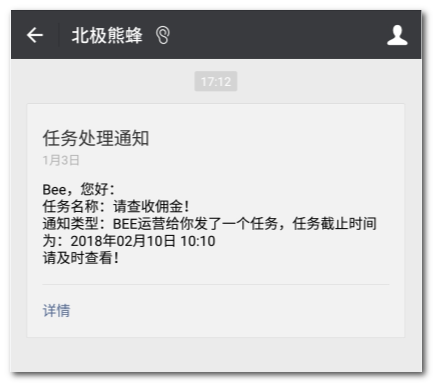 北极熊蜂
17:12
任务处理通知
1月3日
Bee，您好：
任务名称：请查收佣金！
通知类型：BEE运营给你发了一个任务，任务截止时间
为：2018年02月10日 10:10
请及时查看！
详情